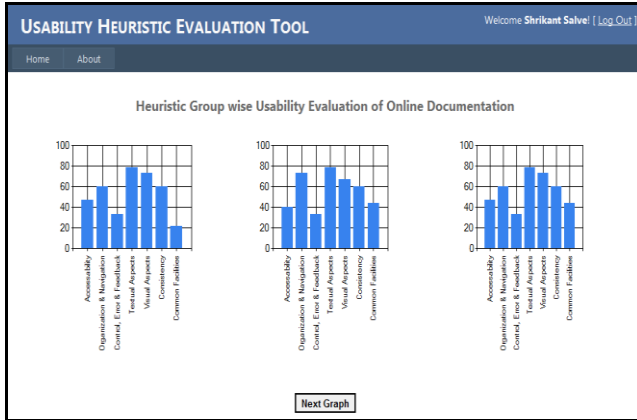 USABILITY HEURISTIC EVALUATION TOOL
Welcome Shrikant Salve! [ Log Out ]
Home About
Heuristic Group wise Usability Evaluation of Online Documentation
100
80
60
40
20
0
Accessability
Organization & Navigation
Control, Error & Feedback
Textual Aspects
Visual Aspects
Consistency
Common Facilities
100
80
60
40
20
0
Accessability
Organization & Navigation
Control, Error & Feedback
Textual Aspects
Visual Aspects
Consistency
Common Facilities
100
80
60
40
20
0
Accessability
Organization & Navigation
Control, Error & Feedback
Textual Aspects
Visual Aspects
Consistency
Common Facilities
Next Graph